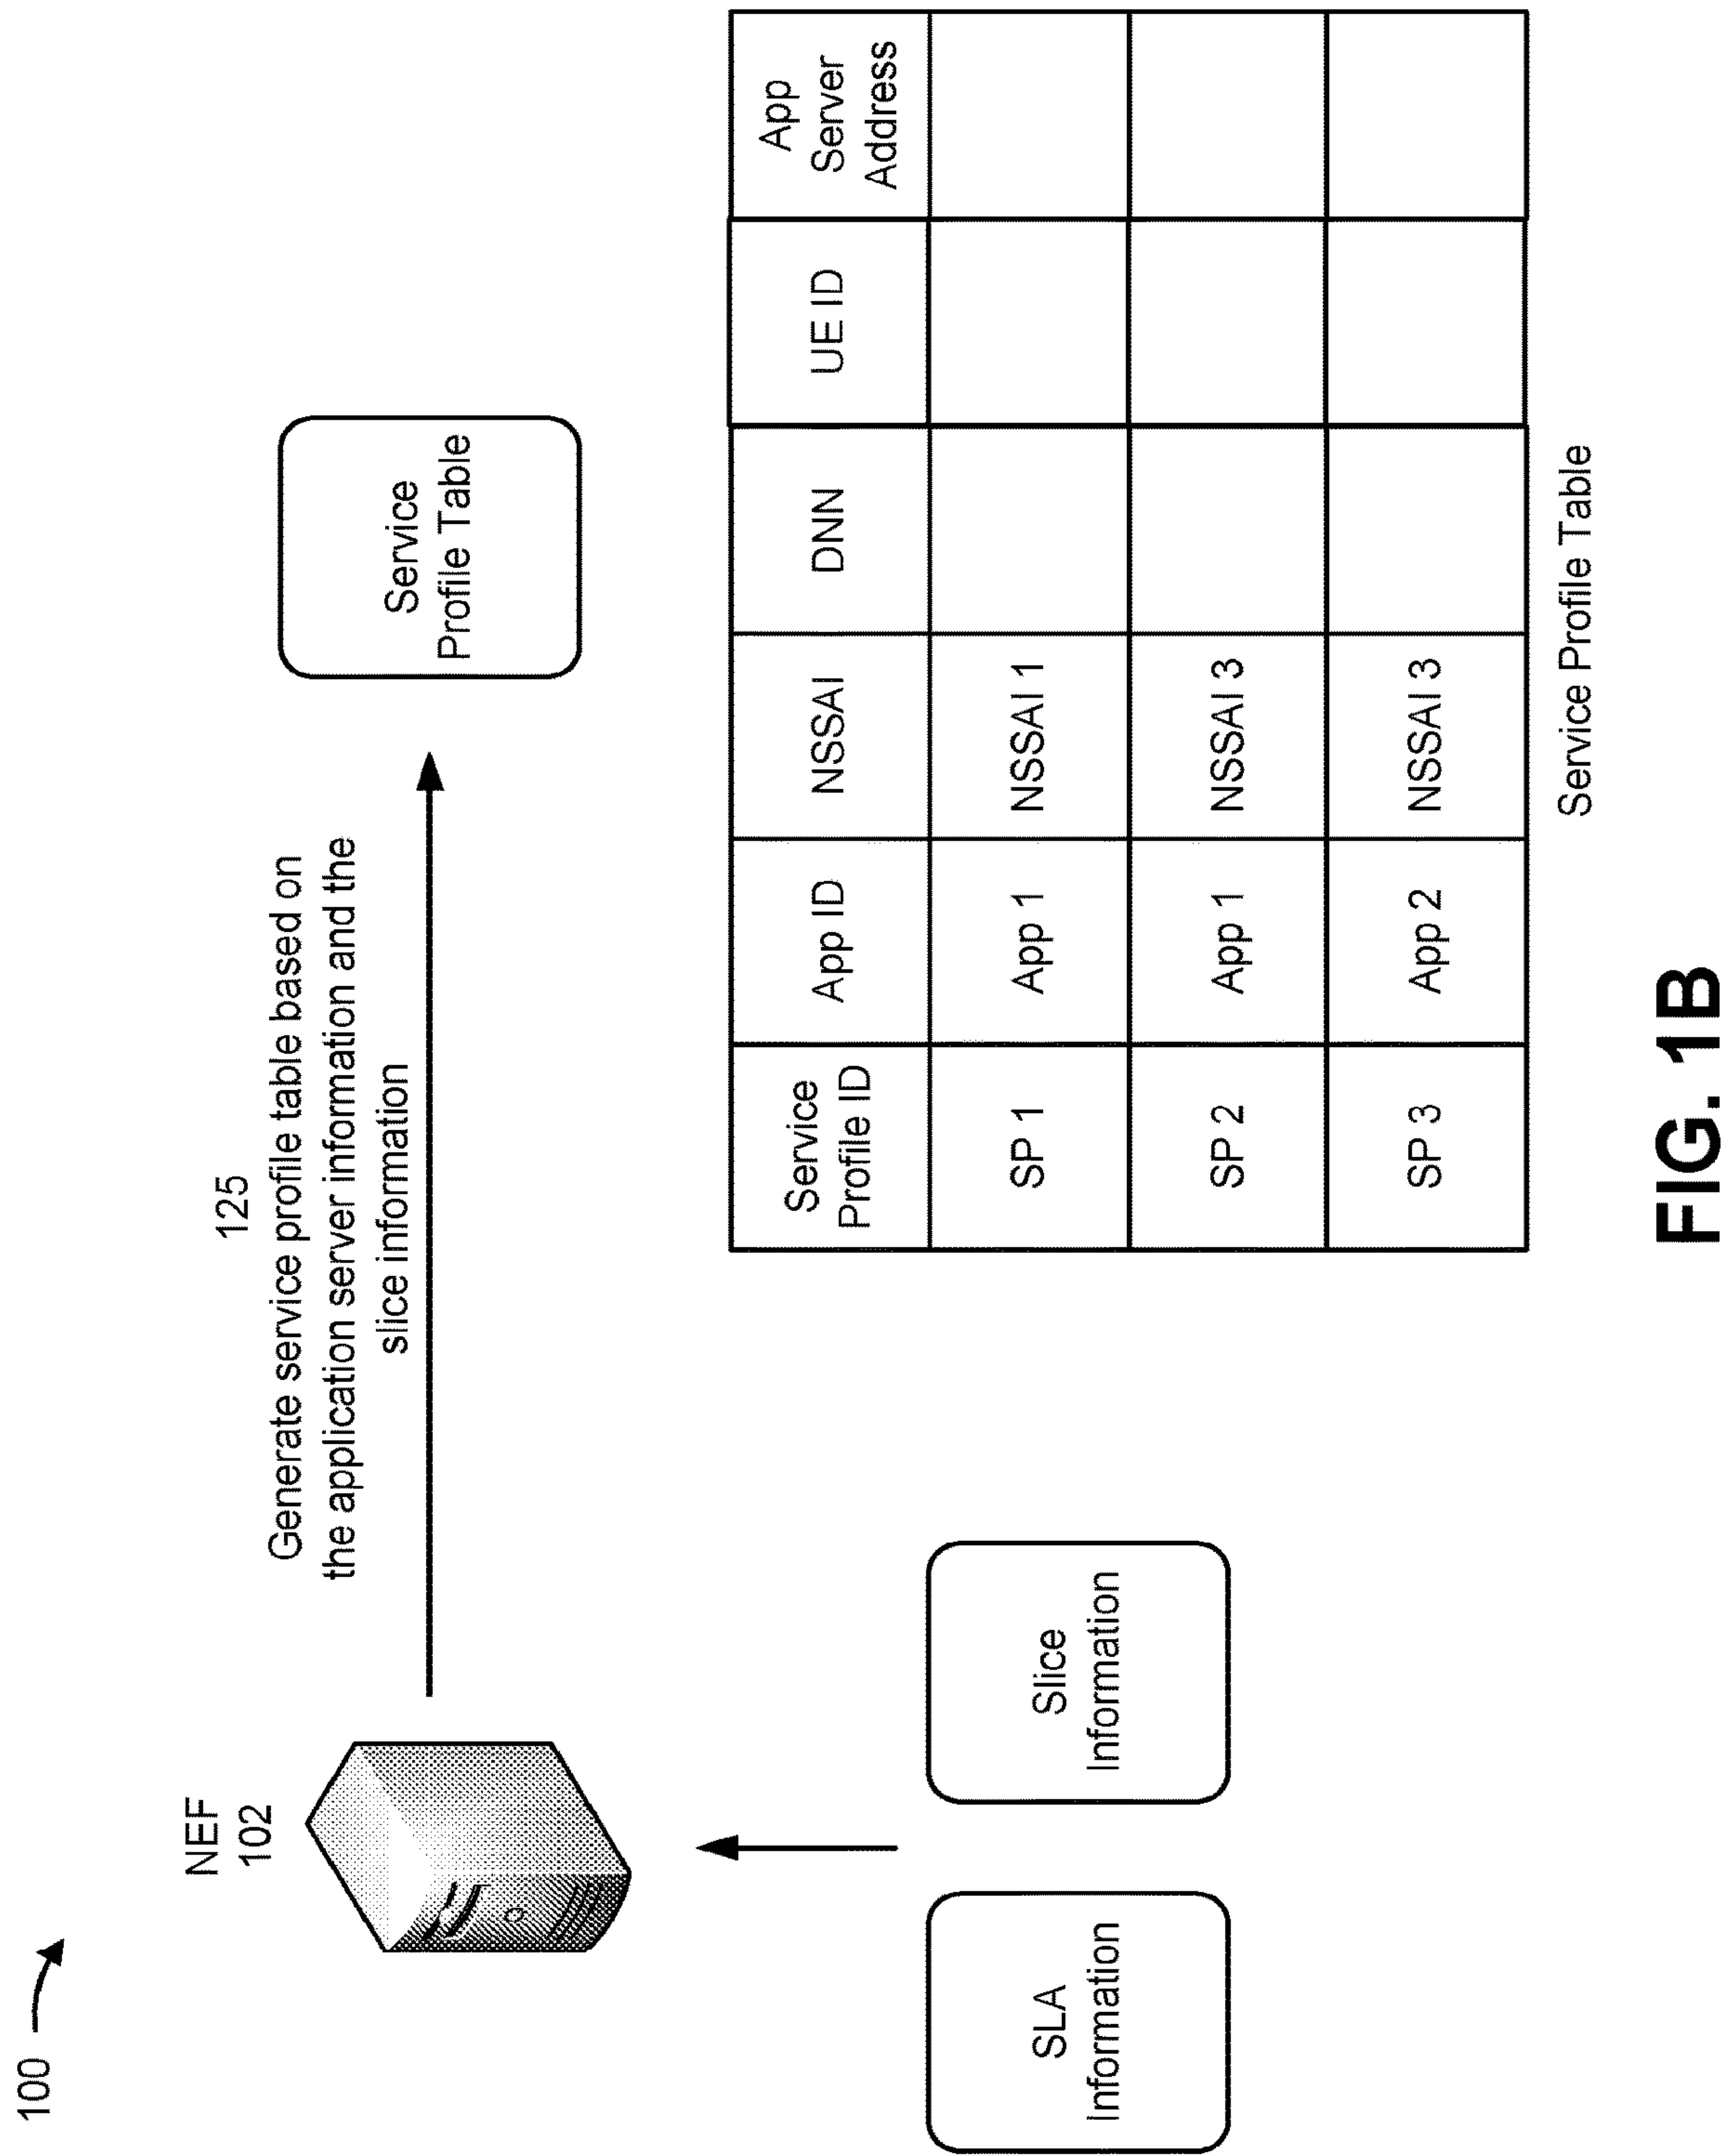 100
NEF
102
125
Generate service profile table based on
the application server information and the
slice information
Service
Profile Table
SLA
Information
Slice
Information
Service
Profile ID
App ID
NSSAI
DNN
UE ID
App
Server
Address
SP 1
App 1
NSSAI 1
SP 2
App 1
NSSAI 3
SP 3
App 2
NSSAI 3
Service Profile Table
FIG. 1B